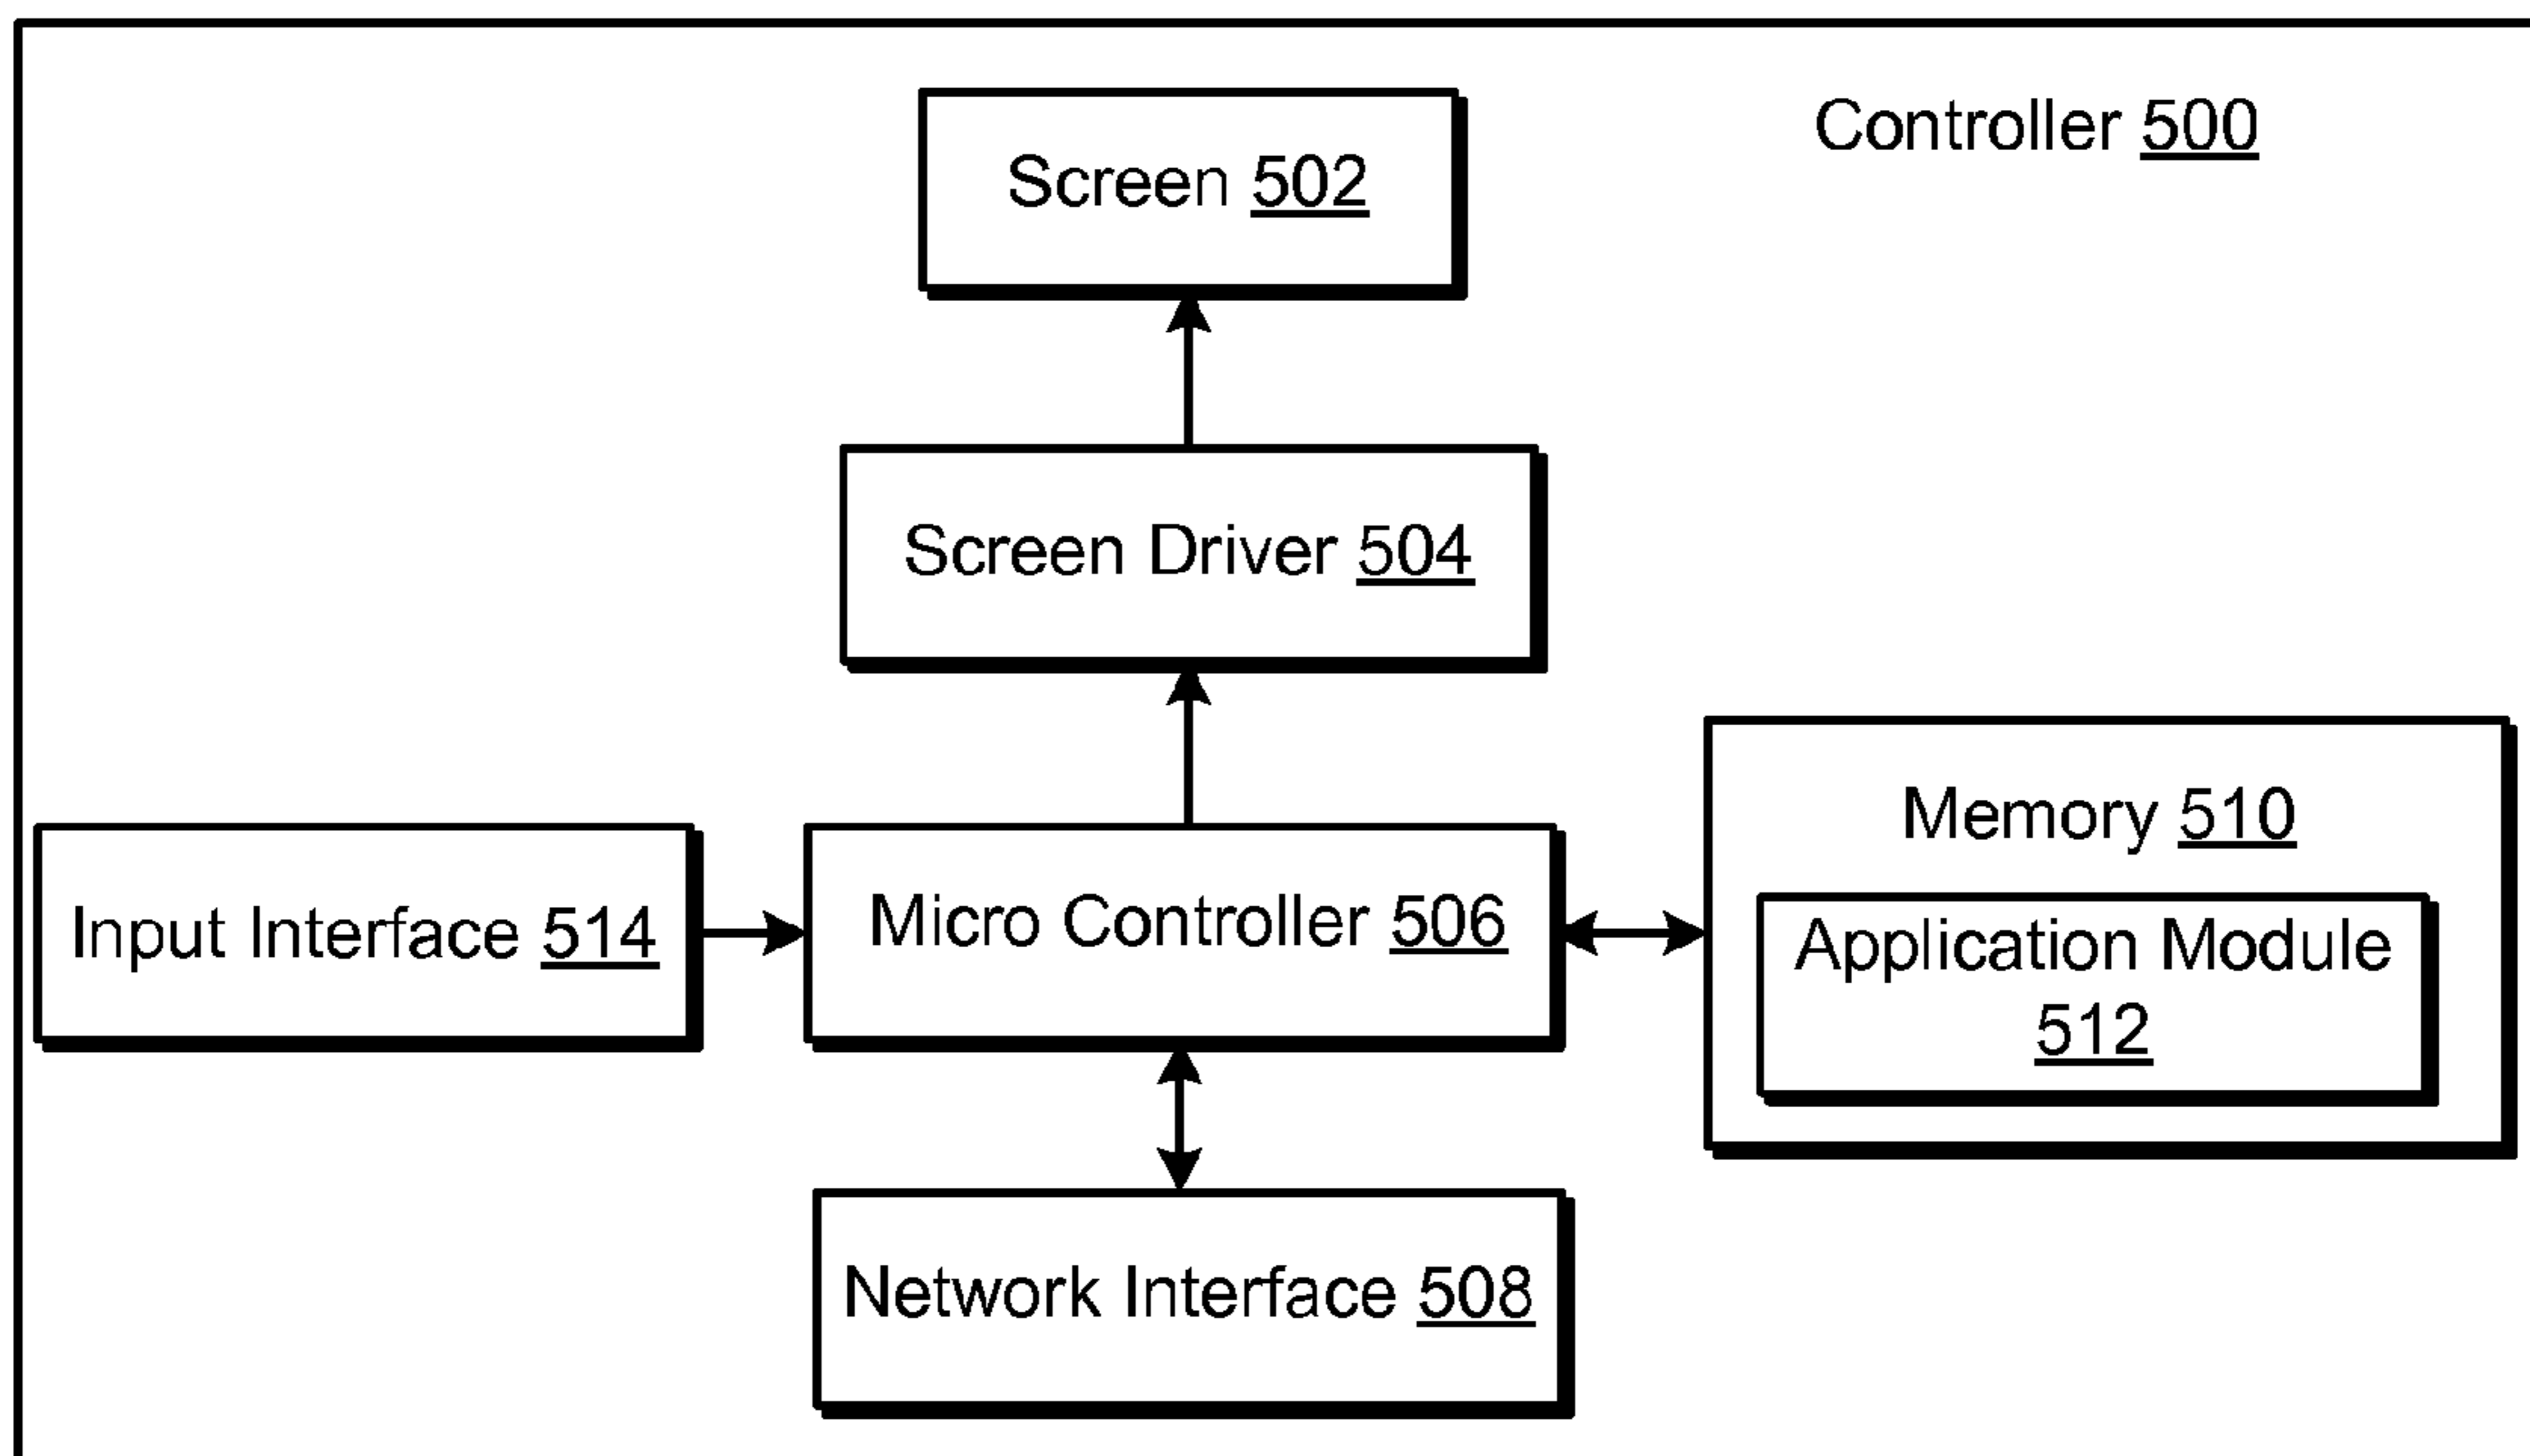 Controller 500
Screen 502
Screen Driver 504
Memory 510
Input Interface 514
Micro Controller 506
Application Module
512
Network Interface 508